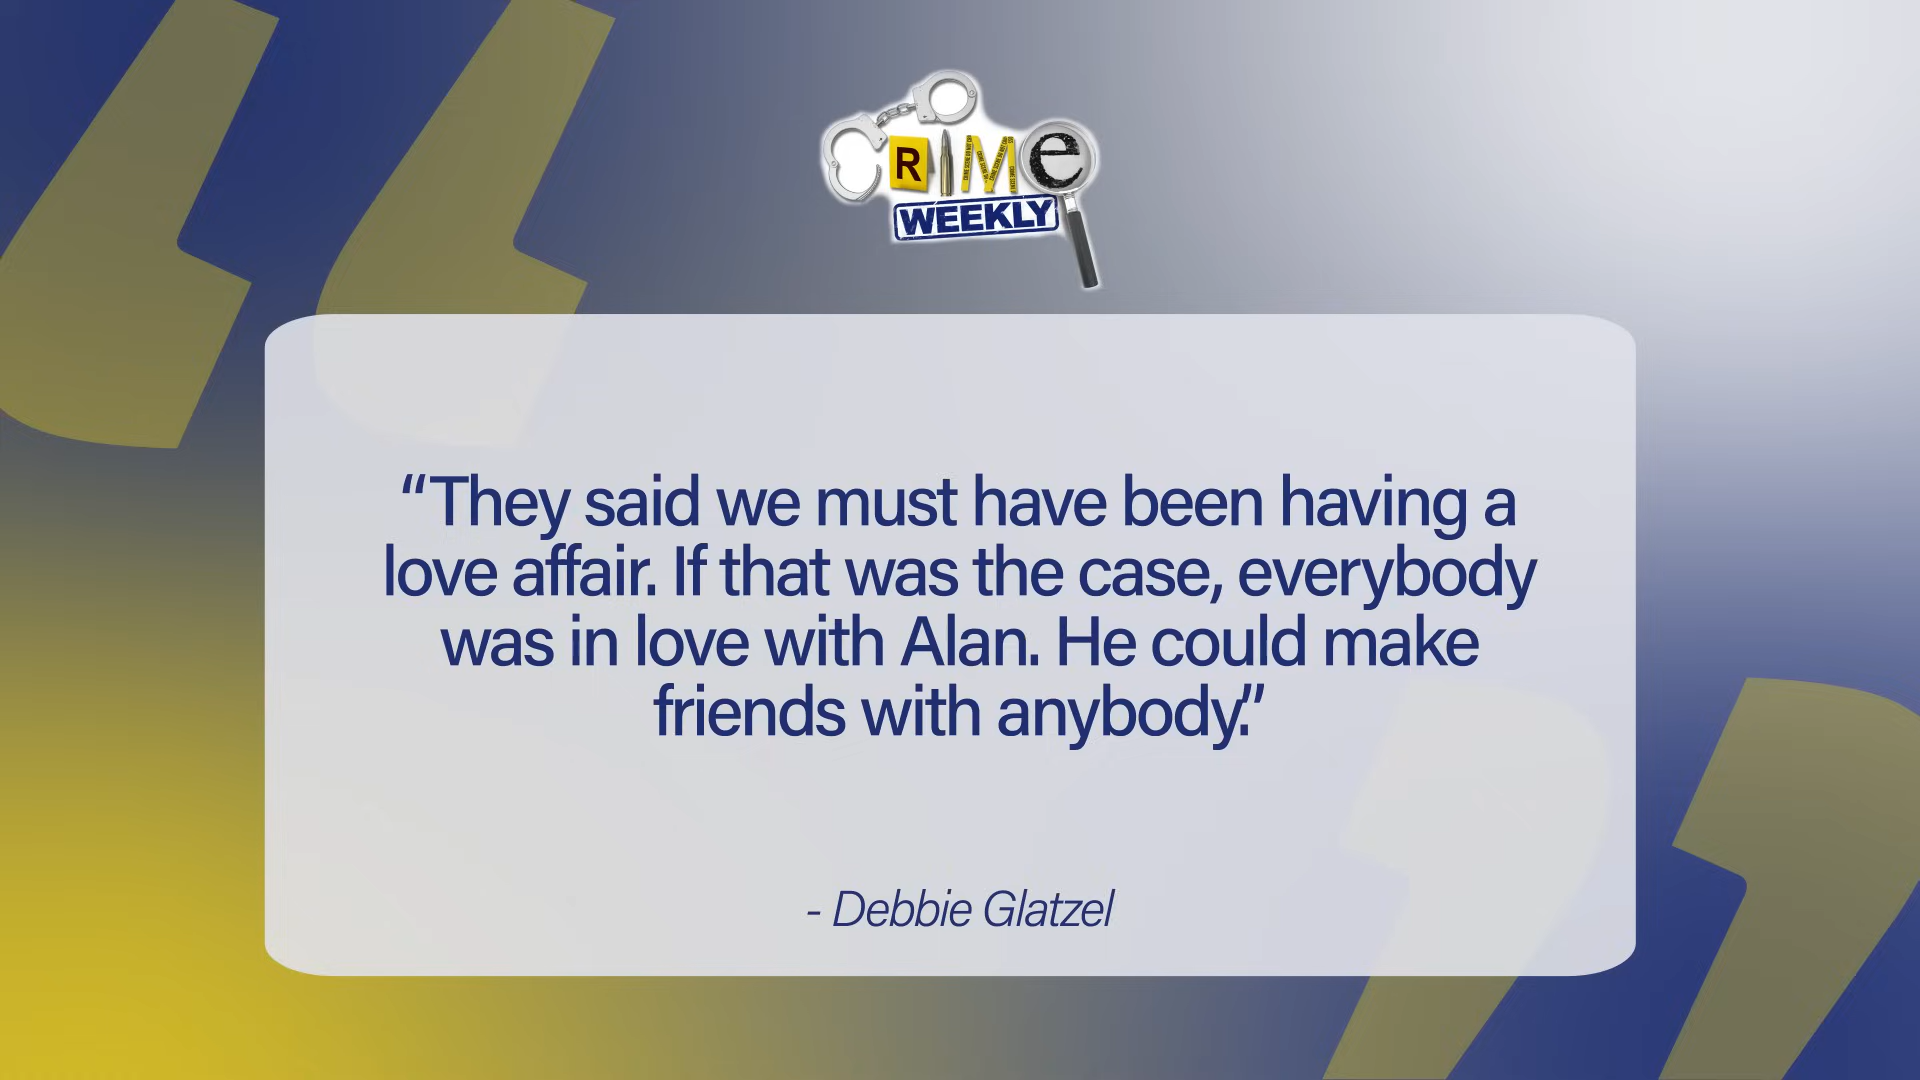 CRIMe
WEEKLY
“They said we must have been having a
love affair. If that was the case, everybody
was in love with Alan. He could make
friends with anybody.”
- Debbie Glatzel